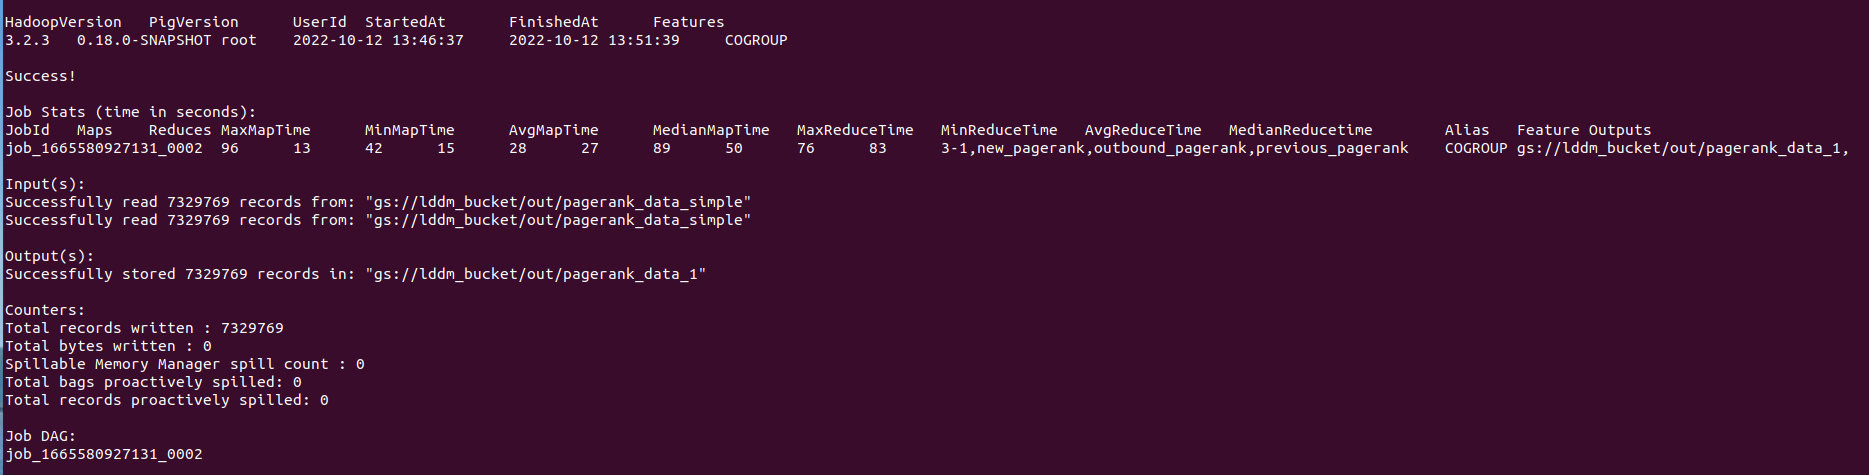 HadoopVersion PigVersion UserId StartedAt FinishedAt Features
3.2.3 0.18.0-SNAPSHOT root 2022-10-12 13:46:37 2022-10-12 13:51:39 COGROUP
Success!
Job Stats (time in seconds):
JobId Maps Reduces MaxMapTime MinMapTime AvgMapTime MedianMapTime MaxReduceTime MinReduceTime AvgReduceTime MedianReducetime Alias Feature Outputs
job_1665580927131_0002 96 13 42 15 28 27 89 50 76 83 3-1,new_pagerank,outbound_pagerank,previous_pagerank COGROUP gs://lddm_bucket/out/pagerank_data_1,
Input(s):
Successfully read 7329769 records from: "gs://lddm_bucket/out/pagerank_data_simple"
Successfully read 7329769 records from: "gs://lddm_bucket/out/pagerank_data_simple"
Output(s):
Successfully stored 7329769 records in: "gs://lddm_bucket/out/pagerank_data_1"
Counters:
Total records written : 7329769
Total bytes written : 0
Spillable Memory Manager spill count : 0
Total bags proactively spilled: 0
Total records proactively spilled: 0
Job DAG:
job_1665580927131_0002